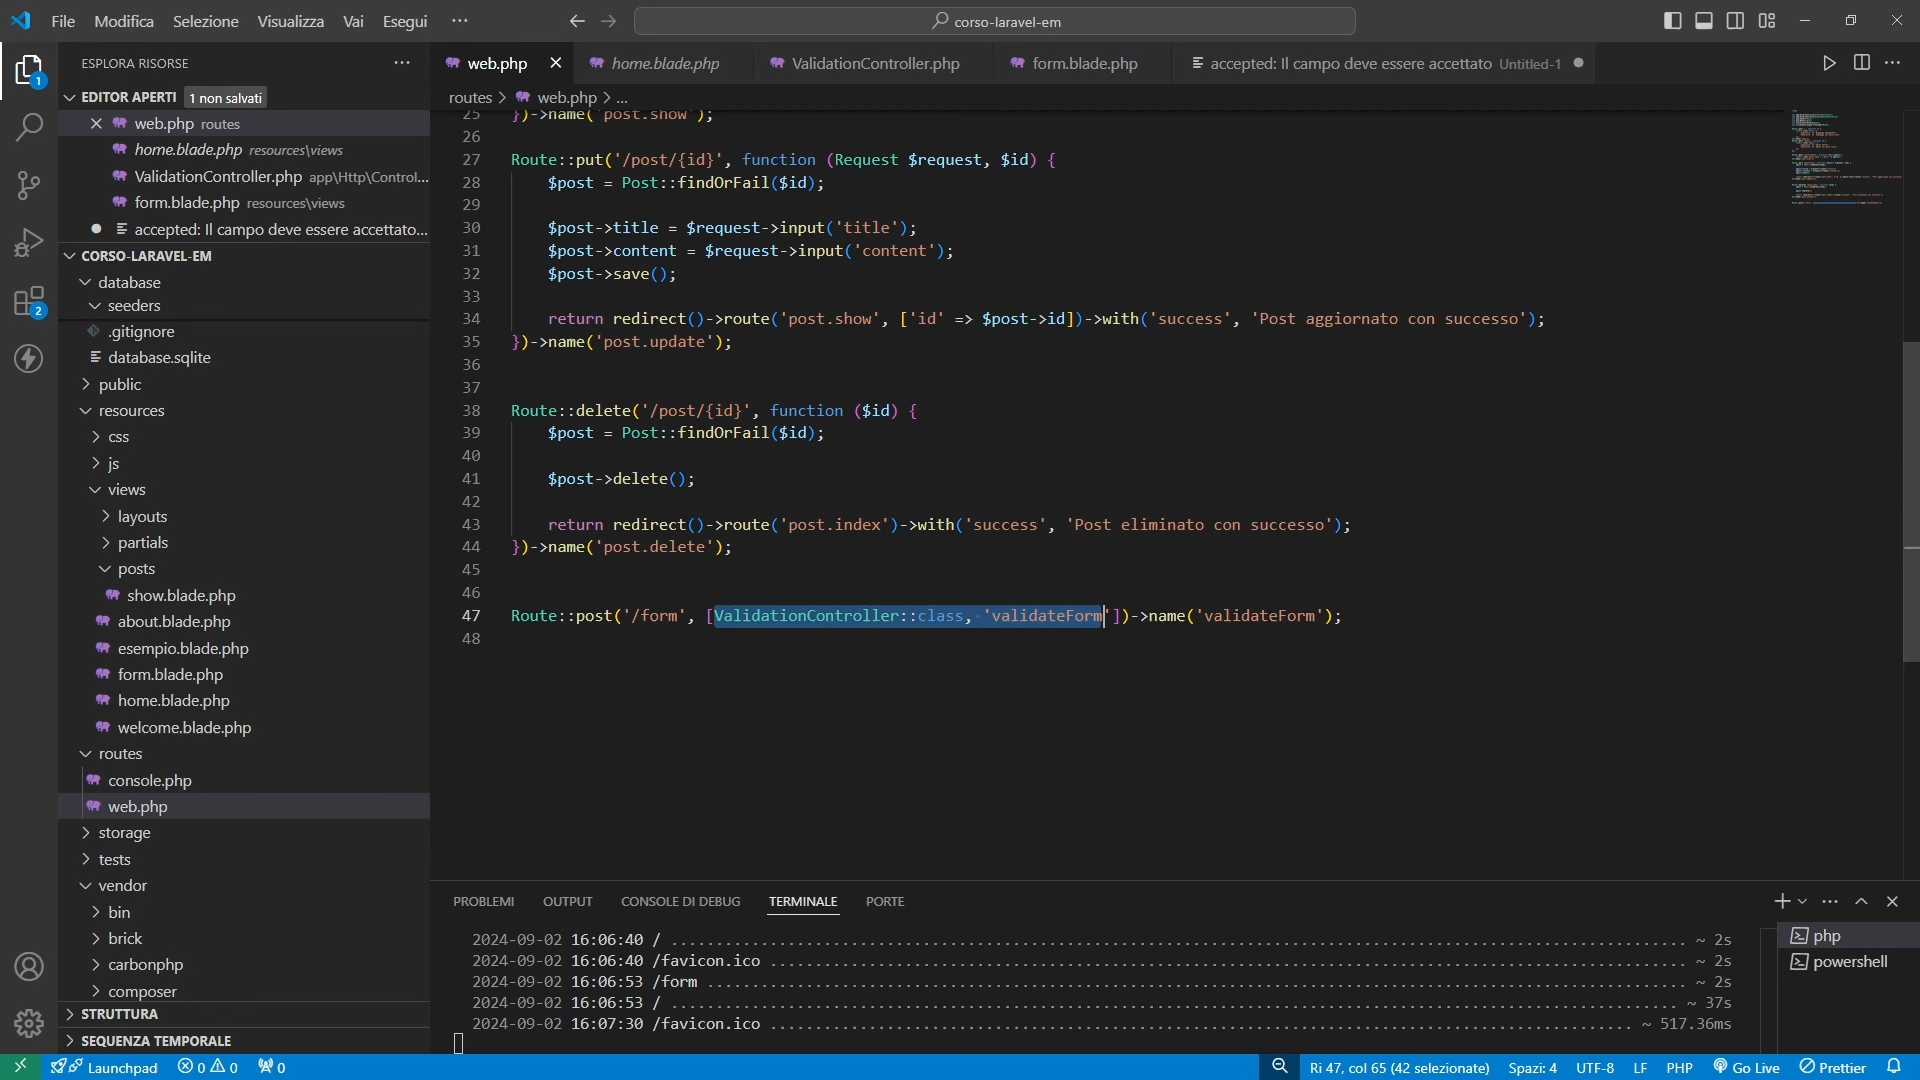 File Modifica Selezione Visualizza Vai Esegui ··· corso-laravel-em
ESPLORA RISORSE ···
EDITOR APERTI 1 non salvati
web.php routes
home.blade.php resources\views
ValidationController.php app\Http\Control...
form.blade.php resources\views
accepted: Il campo deve essere accettato...
CORSO-LARAVEL-EM
database
seeders
.gitignore
database.sqlite
public
resources
css
js
views
layouts
partials
posts
show.blade.php
about.blade.php
esempio.blade.php
form.blade.php
home.blade.php
welcome.blade.php
routes
console.php
web.php
storage
tests
vendor
bin
brick
carbonphp
composer
STRUTTURA
SEQUENZA TEMPORALE
1
2
web.php home.blade.php ValidationController.php form.blade.php accepted: Il campo deve essere accettato Untitled-1
routes > web.php > ...
25 })->name('post.show');
26
27 Route::put('/post/{id}', function (Request $request, $id) {
28 $post = Post::findOrFail($id);
29
30 $post->title = $request->input('title');
31 $post->content = $request->input('content');
32 $post->save();
33
34 return redirect()->route('post.show', ['id' => $post->id])->with('success', 'Post aggiornato con successo');
35 })->name('post.update');
36
37
38 Route::delete('/post/{id}', function ($id) {
39 $post = Post::findOrFail($id);
40
41 $post->delete();
42
43 return redirect()->route('post.index')->with('success', 'Post eliminato con successo');
44 })->name('post.delete');
45
46
47 Route::post('/form', [ValidationController::class, 'validateForm'])->name('validateForm');
48
PROBLEMI OUTPUT CONSOLE DI DEBUG TERMINALE PORTE
2024-09-02 16:06:40 / ........ ~ 2s
2024-09-02 16:06:40 /favicon.ico ........ ~ 2s
2024-09-02 16:06:53 /form ........ ~ 2s
2024-09-02 16:06:53 / ........ ~ 37s
2024-09-02 16:07:30 /favicon.ico ........ ~ 517.36ms
php
powershell
Launchpad 0 0 0 Ri 47, col 65 (42 selezionate) Spazi: 4 UTF-8 LF PHP Go Live Prettier